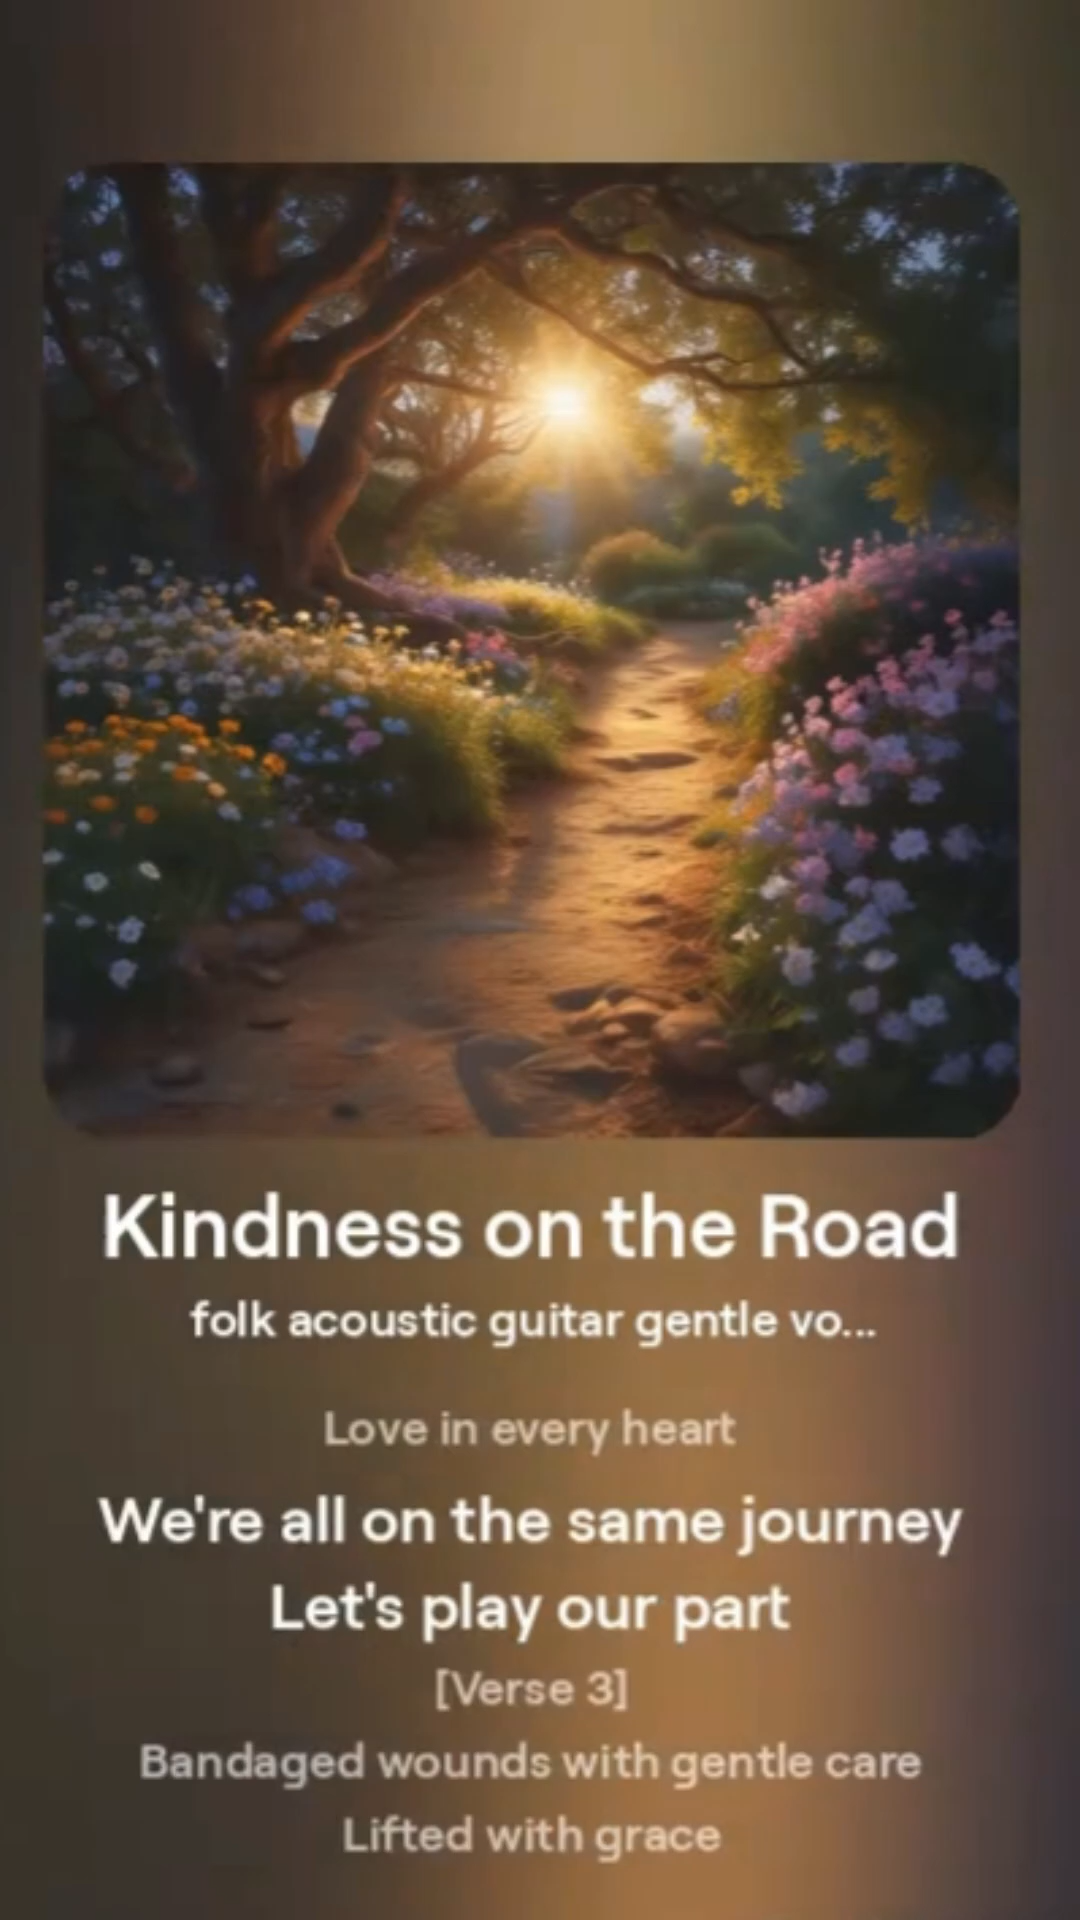 Kindness on the Road
folk acoustic guitar gentle vo...
Love in every heart
We're all on the same journey
Let's play our part
[Verse 3]
Bandaged wounds with gentle care
Lifted with grace